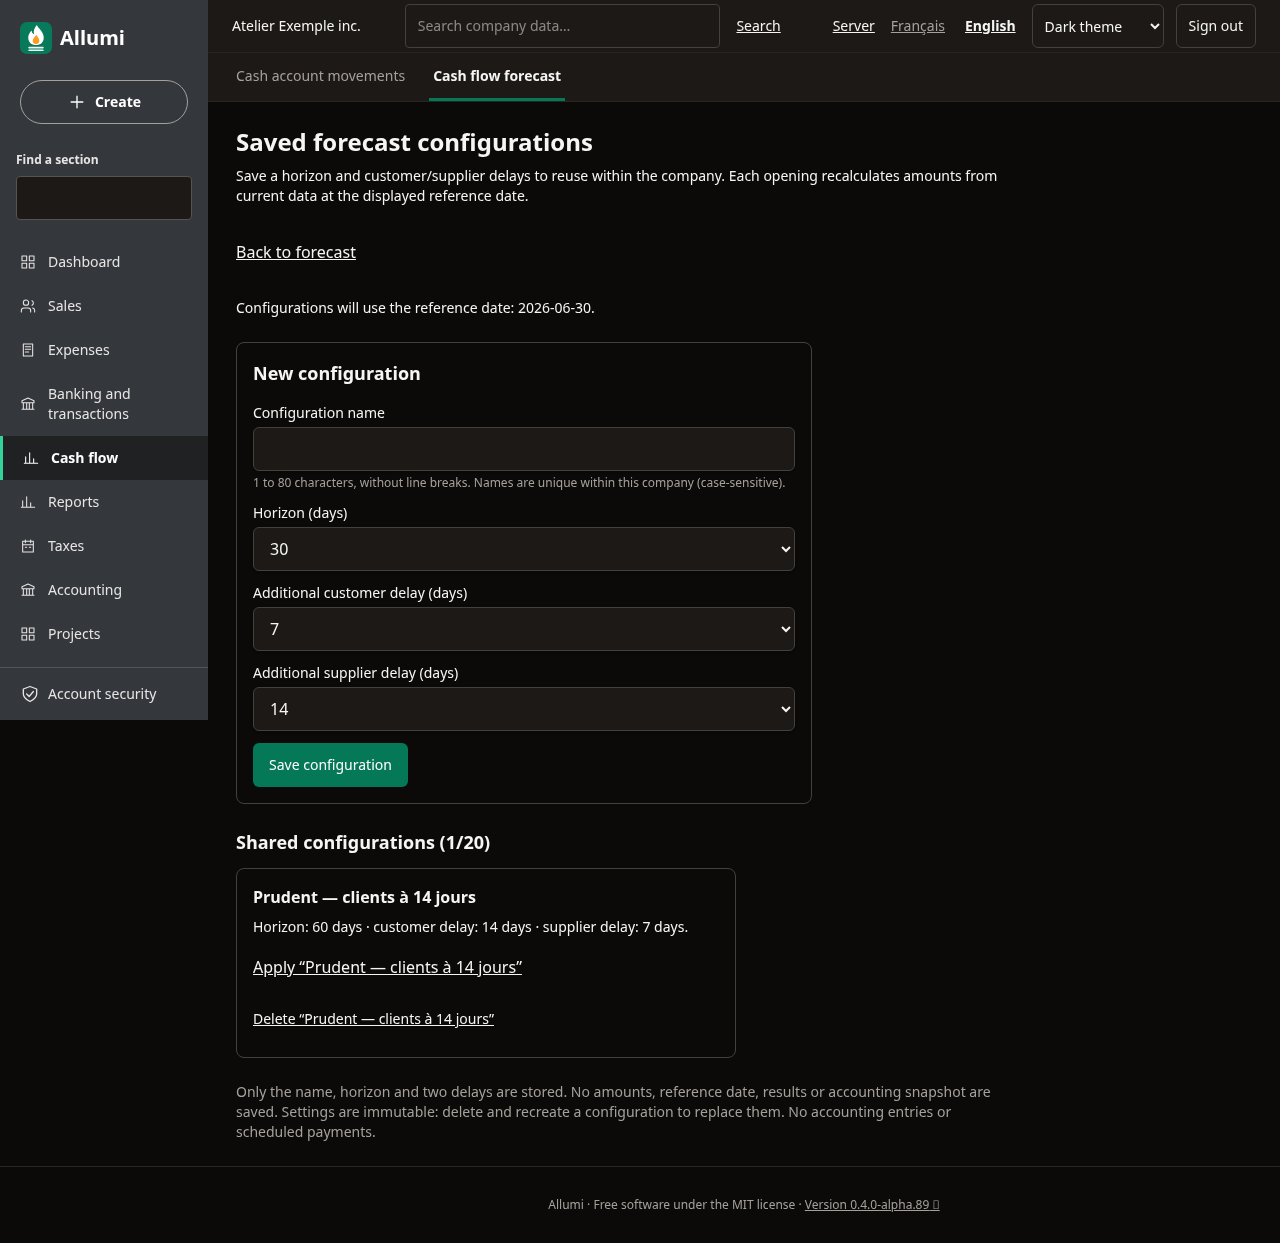 Allumi
Create
Find a section
Dashboard
Sales
Expenses
Banking and
transactions
Cash flow
Reports
Taxes
Accounting
Projects
Account security
Atelier Exemple inc.
Search company data...
Search
Server
Français
English
Dark theme
Sign out
Cash account movements
Cash flow forecast
Saved forecast configurations
Save a horizon and customer/supplier delays to reuse within the company. Each opening recalculates amounts from
current data at the displayed reference date.
Back to forecast
Configurations will use the reference date: 2026-06-30.
New configuration
Configuration name
1 to 80 characters, without line breaks. Names are unique within this company (case-sensitive).
Horizon (days)
30
Additional customer delay (days)
7
Additional supplier delay (days)
14
Save configuration
Shared configurations (1/20)
Prudent — clients à 14 jours
Horizon: 60 days · customer delay: 14 days · supplier delay: 7 days.
Apply “Prudent — clients à 14 jours”
Delete “Prudent — clients à 14 jours”
Only the name, horizon and two delays are stored. No amounts, reference date, results or accounting snapshot are
saved. Settings are immutable: delete and recreate a configuration to replace them. No accounting entries or
scheduled payments.
Allumi · Free software under the MIT license · Version 0.4.0-alpha.89